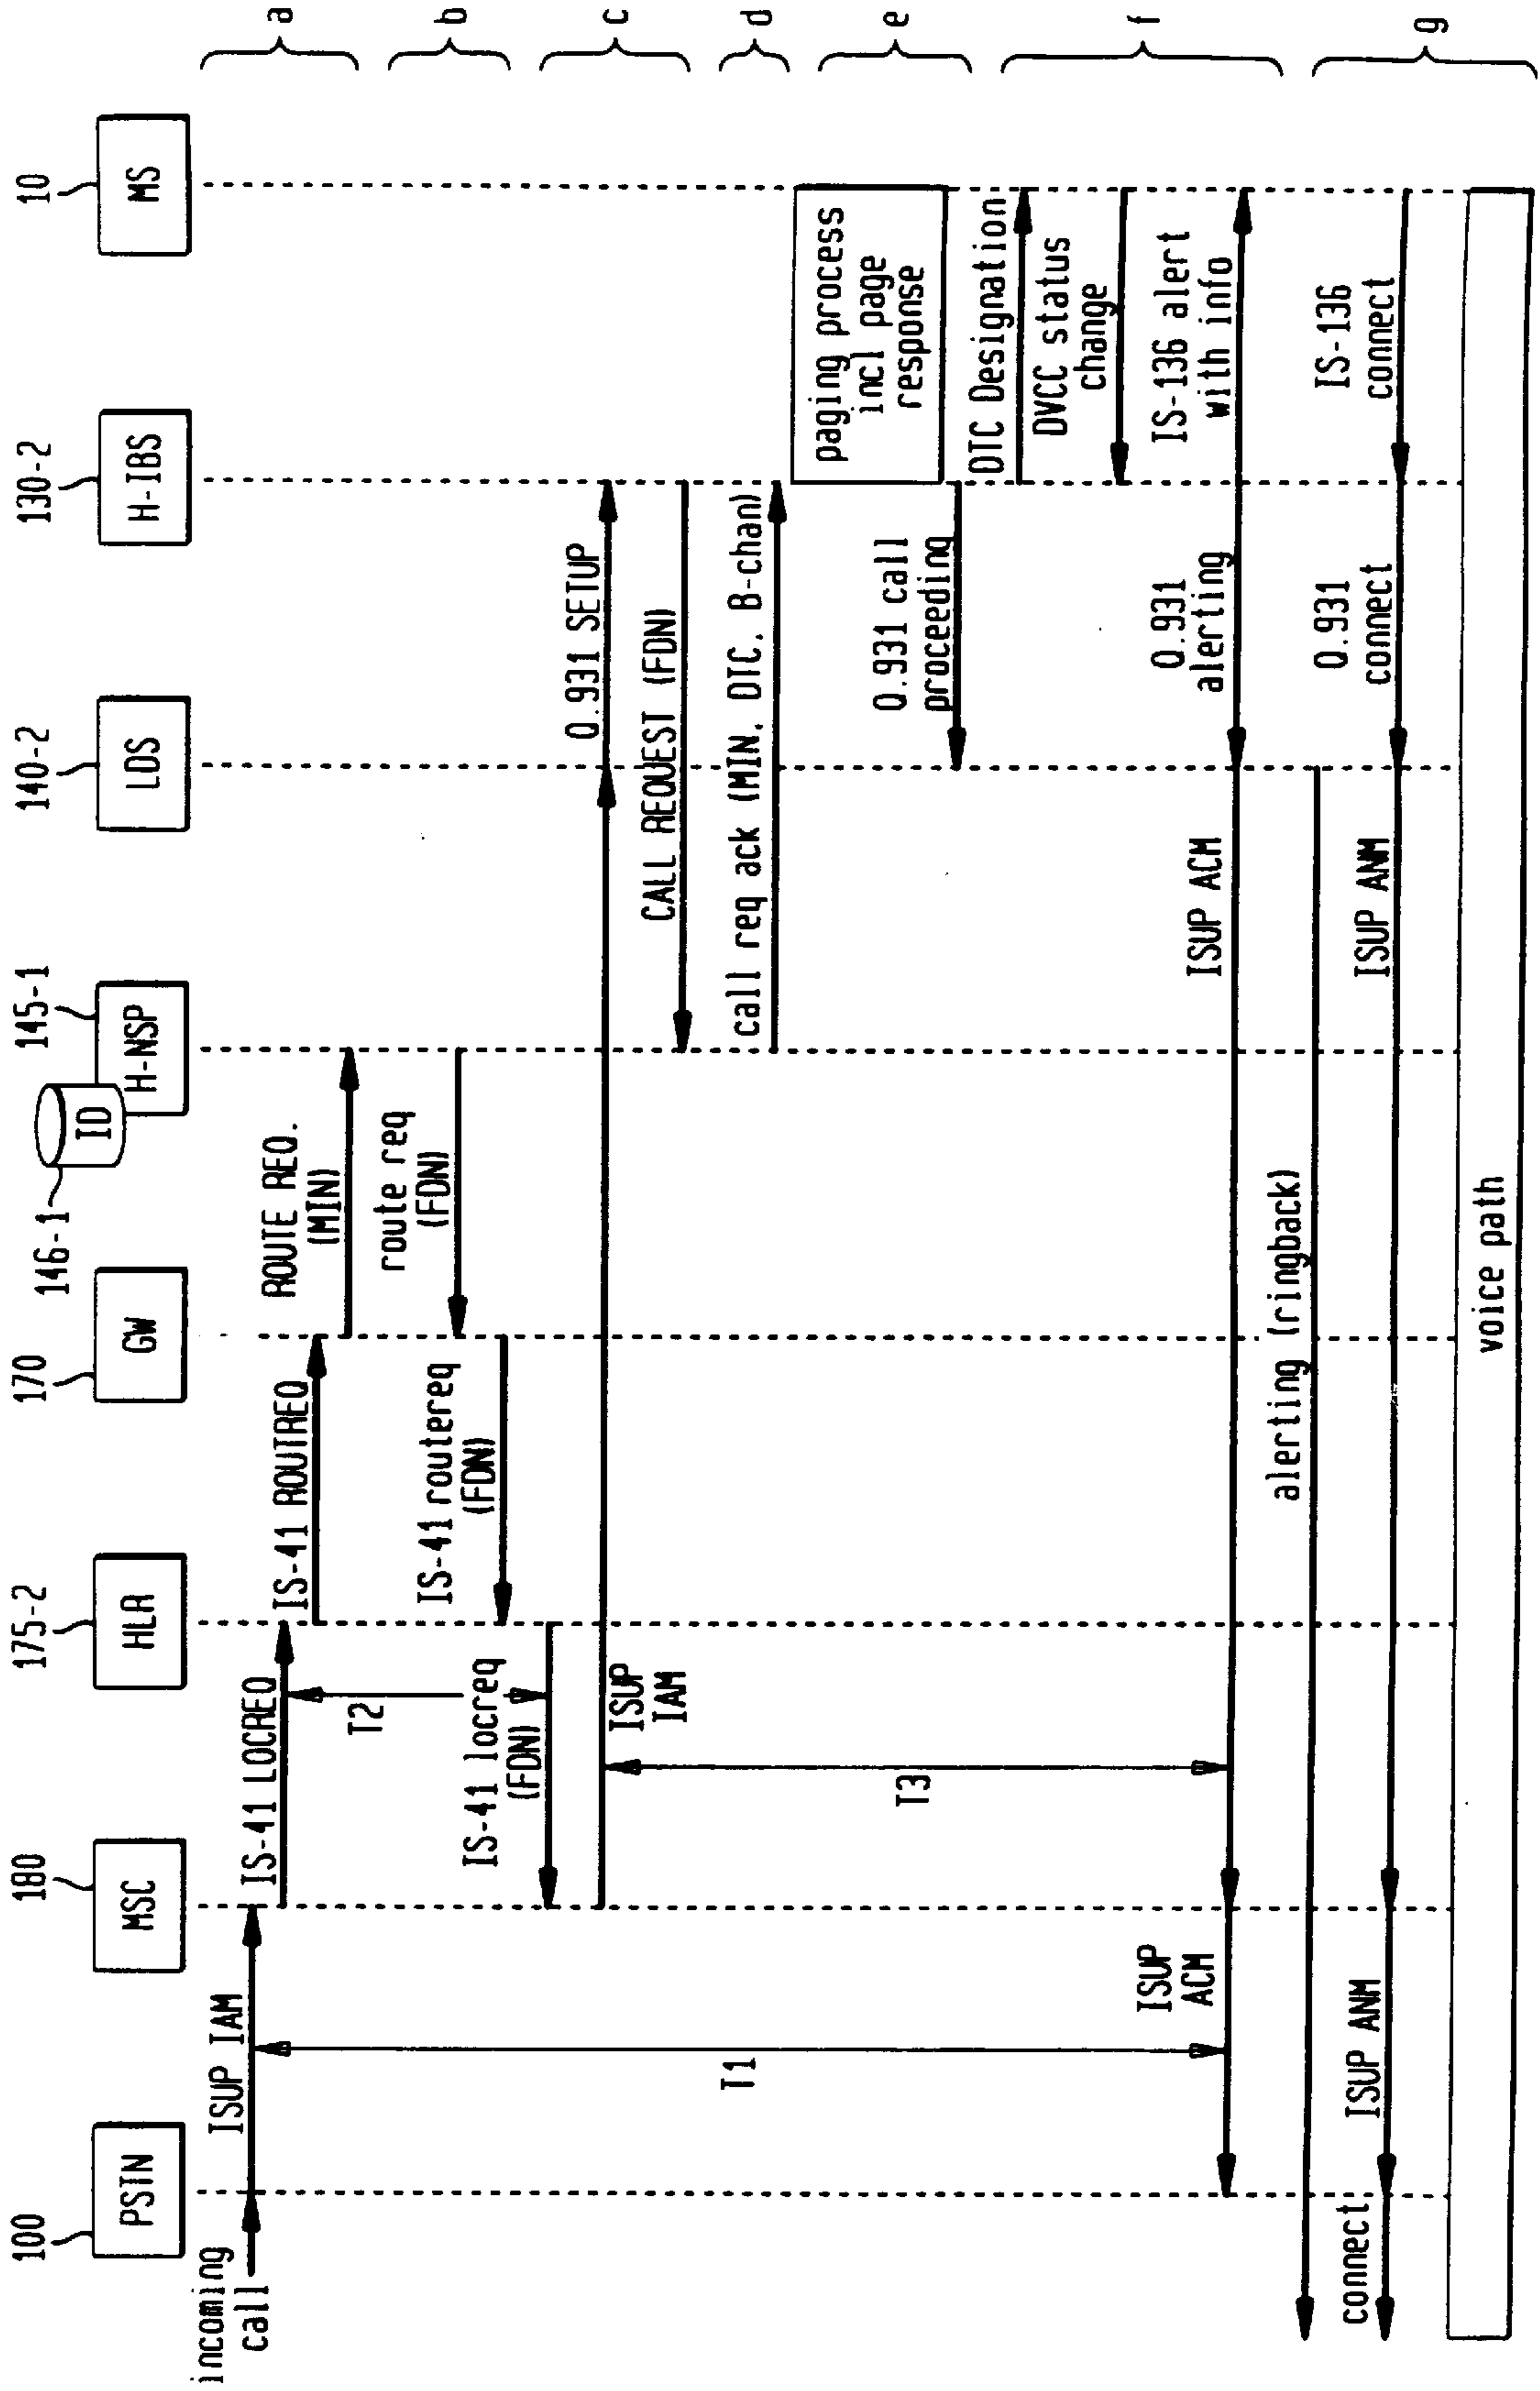 100
180
175-2
170
146-1
145-1
140-2
130-2
10
PSTN
MSC
HLR
GW
ID
H-NSP
LDS
H-IBS
MS
incoming
call
ISUP IAM
IS-41 LOCREQ
IS-41 ROUTREQ
ROUTE REQ.
(MIN)
a
T2
route req
(FDN)
IS-41 routereq
(FDN)
IS-41 locreq
(FDN)
b
ISUP
IAM
Q.931 SETUP
CALL REQUEST (FDN)
c
call req ack (MIN, DTC, B-chan)
d
T1
T3
paging process
incl page
response
Q.931 call
proceeding
e
DTC Designation
DVCC status
change
IS-136 alert
with info
Q.931
alerting
ISUP ACM
ISUP
ACM
f
alerting (ringback)
IS-136
connect
Q.931
connect
ISUP ANM
ISUP ANM
connect
g
voice path